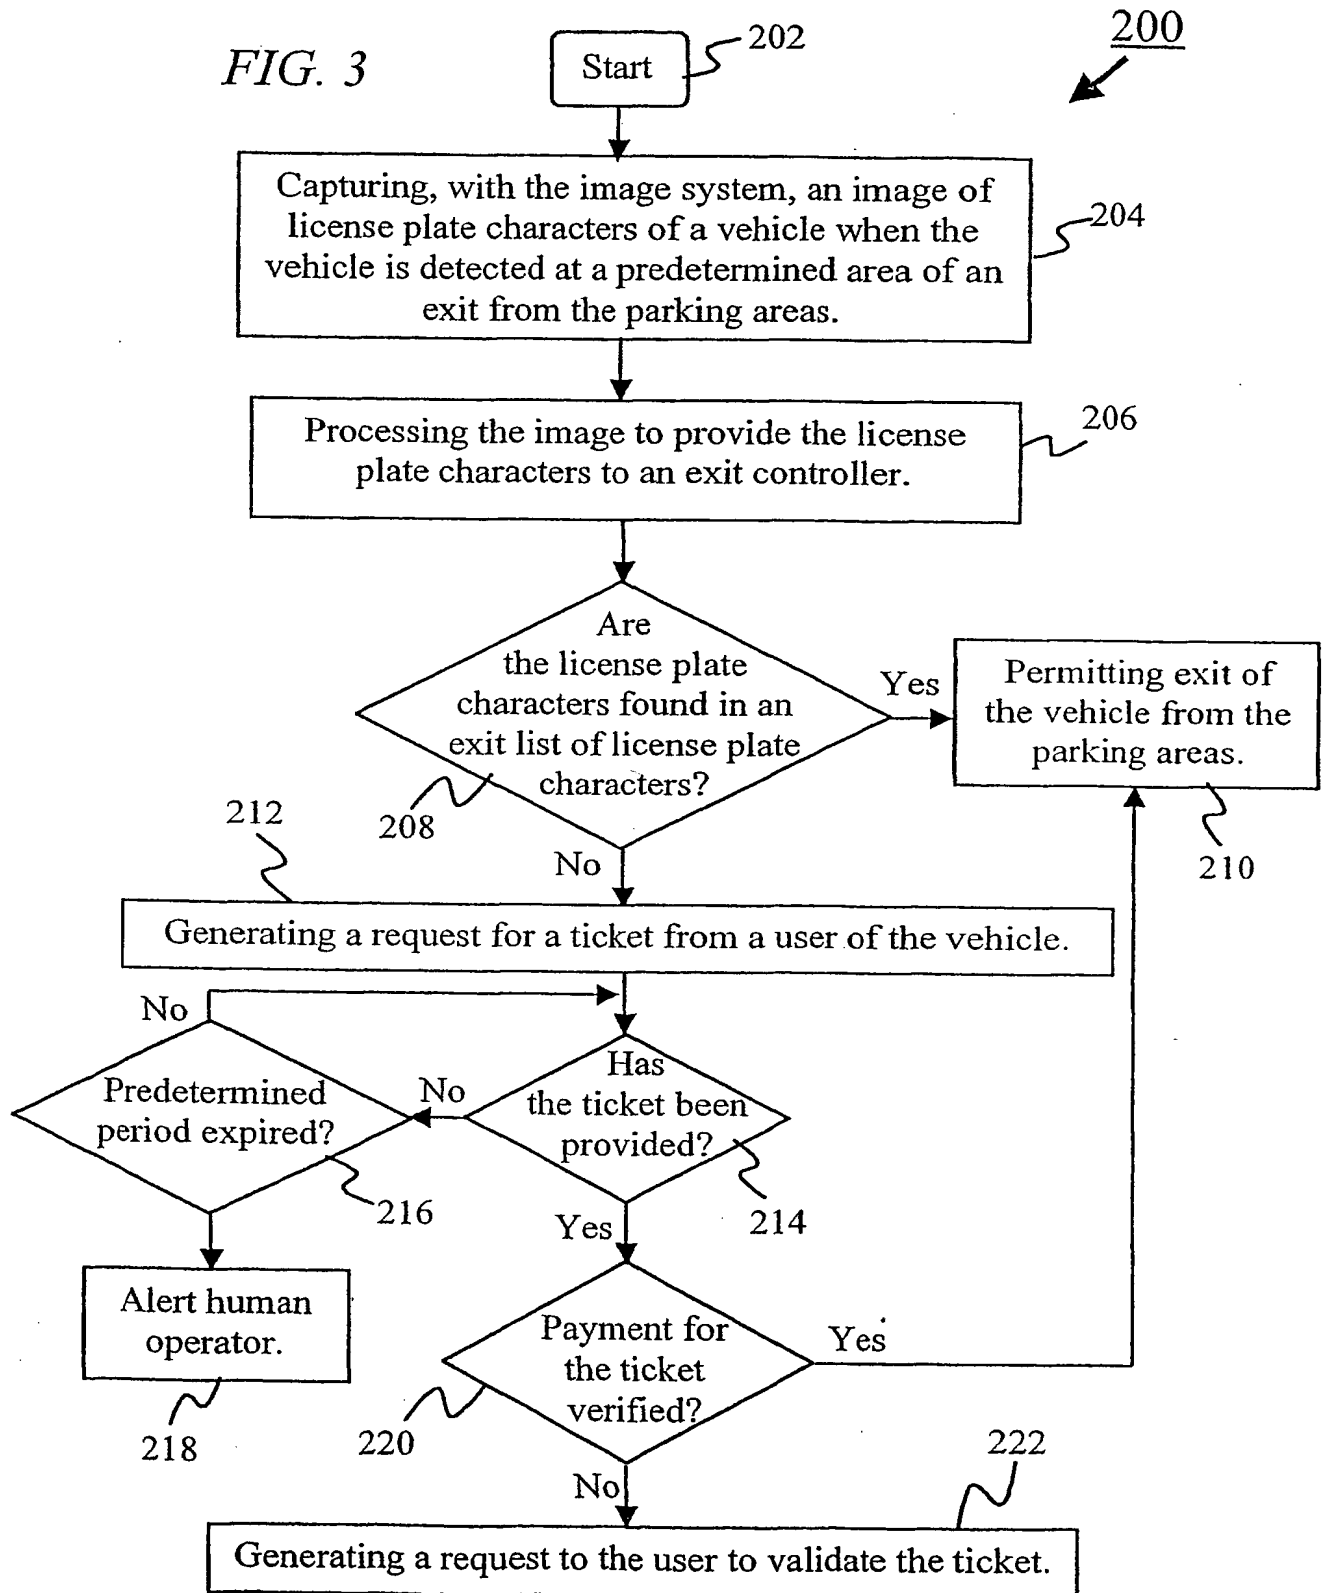 FIG. 3
200
Start
202
Capturing, with the image system, an image of
license plate characters of a vehicle when the
vehicle is detected at a predetermined area of an
exit from the parking areas.
204
Processing the image to provide the license
plate characters to an exit controller.
206
Are
the license plate
characters found in an
exit list of license plate
characters?
208
Yes
Permitting exit of
the vehicle from the
parking areas.
210
No
212
Generating a request for a ticket from a user of the vehicle.
Has
the ticket been
provided?
214
No
Predetermined
period expired?
216
No
Alert human
operator.
218
Yes
Payment for
the ticket
verified?
220
Yes
No
222
Generating a request to the user to validate the ticket.